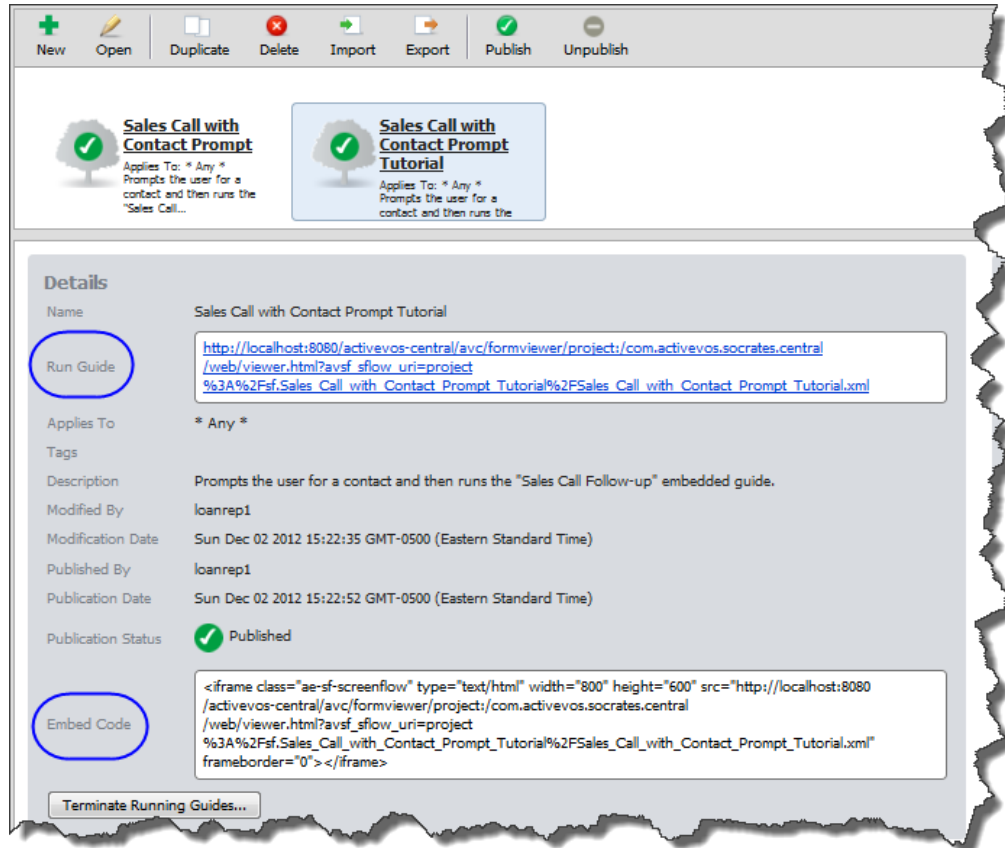 New Open Duplicate Delete Import Export Publish Unpublish
Sales Call with
Contact Prompt
Applies To: * Any *
Prompts the user for a
contact and then runs the
"Sales Call...
Sales Call with
Contact Prompt
Tutorial
Applies To: * Any *
Prompts the user for a
contact and then runs the
Details
Name Sales Call with Contact Prompt Tutorial
Run Guide
http://localhost:8080/activevos-central/avc/formviewer/project:/com.activevos.socrates.central
/web/viewer.html?avsf_sflow_uri=project
%3A%2Fsf.Sales_Call_with_Contact_Prompt_Tutorial%2FSales_Call_with_Contact_Prompt_Tutorial.xml
Applies To * Any *
Tags
Description Prompts the user for a contact and then runs the "Sales Call Follow-up" embedded guide.
Modified By loanrep1
Modification Date Sun Dec 02 2012 15:22:35 GMT-0500 (Eastern Standard Time)
Published By loanrep1
Publication Date Sun Dec 02 2012 15:22:52 GMT-0500 (Eastern Standard Time)
Publication Status Published
Embed Code
<iframe class="ae-sf-screenflow" type="text/html" width="800" height="600" src="http://localhost:8080
/activevos-central/avc/formviewer/project:/com.activevos.socrates.central
/web/viewer.html?avsf_sflow_uri=project
%3A%2Fsf.Sales_Call_with_Contact_Prompt_Tutorial%2FSales_Call_with_Contact_Prompt_Tutorial.xml"
frameborder="0"></iframe>
Terminate Running Guides...